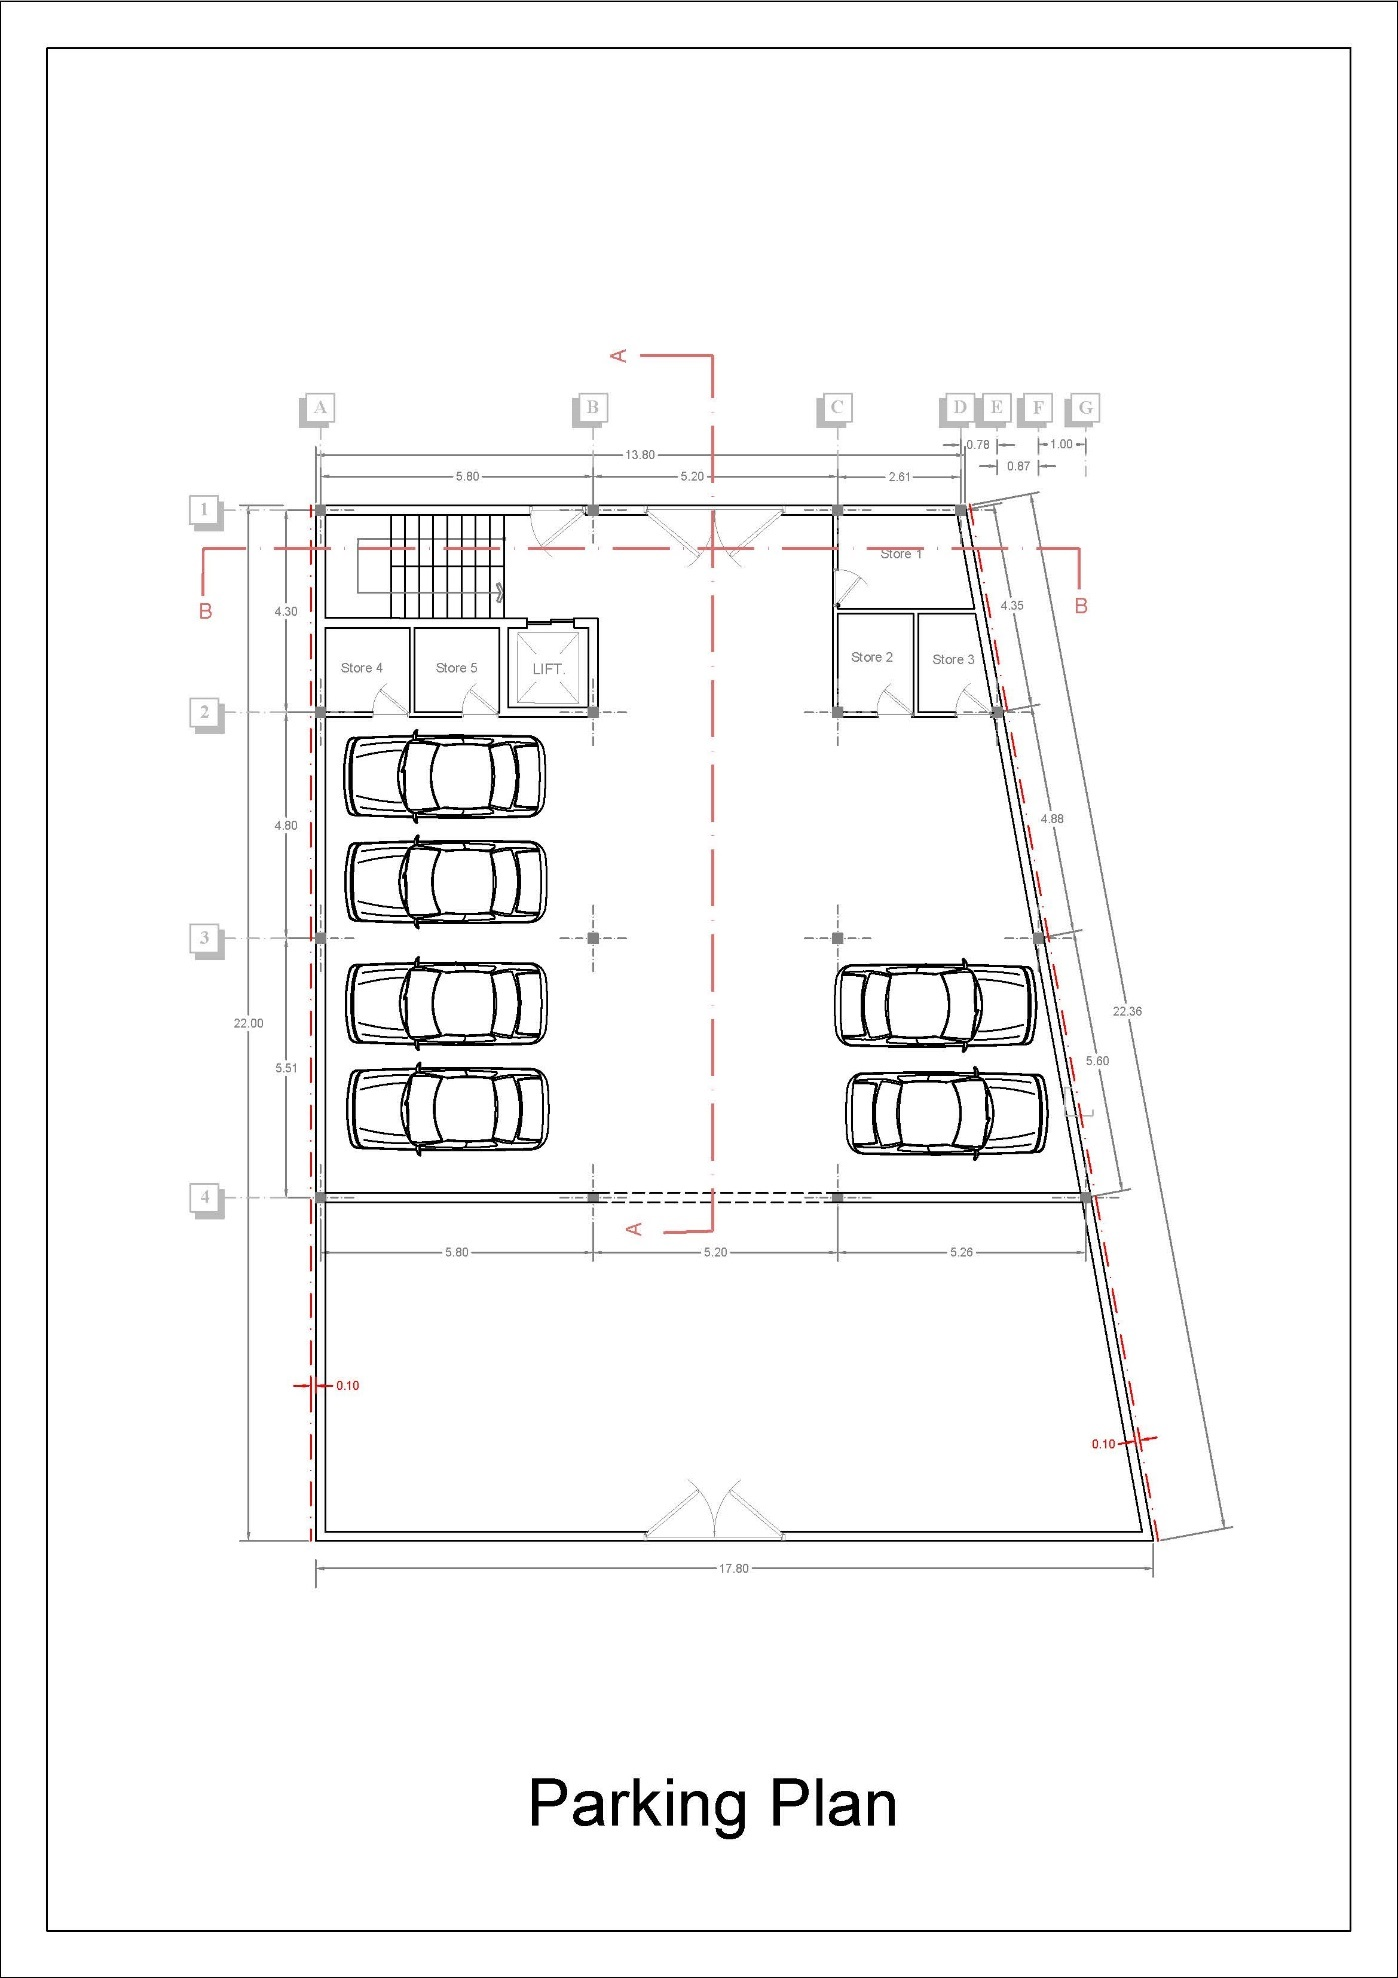 A
A B C D E F G
0.78 1.00
13.80 0.87
5.80 5.20 2.61
1
Store 1
B 4.30 4.35 B
Store 4 Store 5 LIFT. Store 2 Store 3
2
4.80 4.88
3
22.00 22.36
5.51 5.60
4
A
5.80 5.20 5.26
0.10
0.10
17.80
Parking Plan